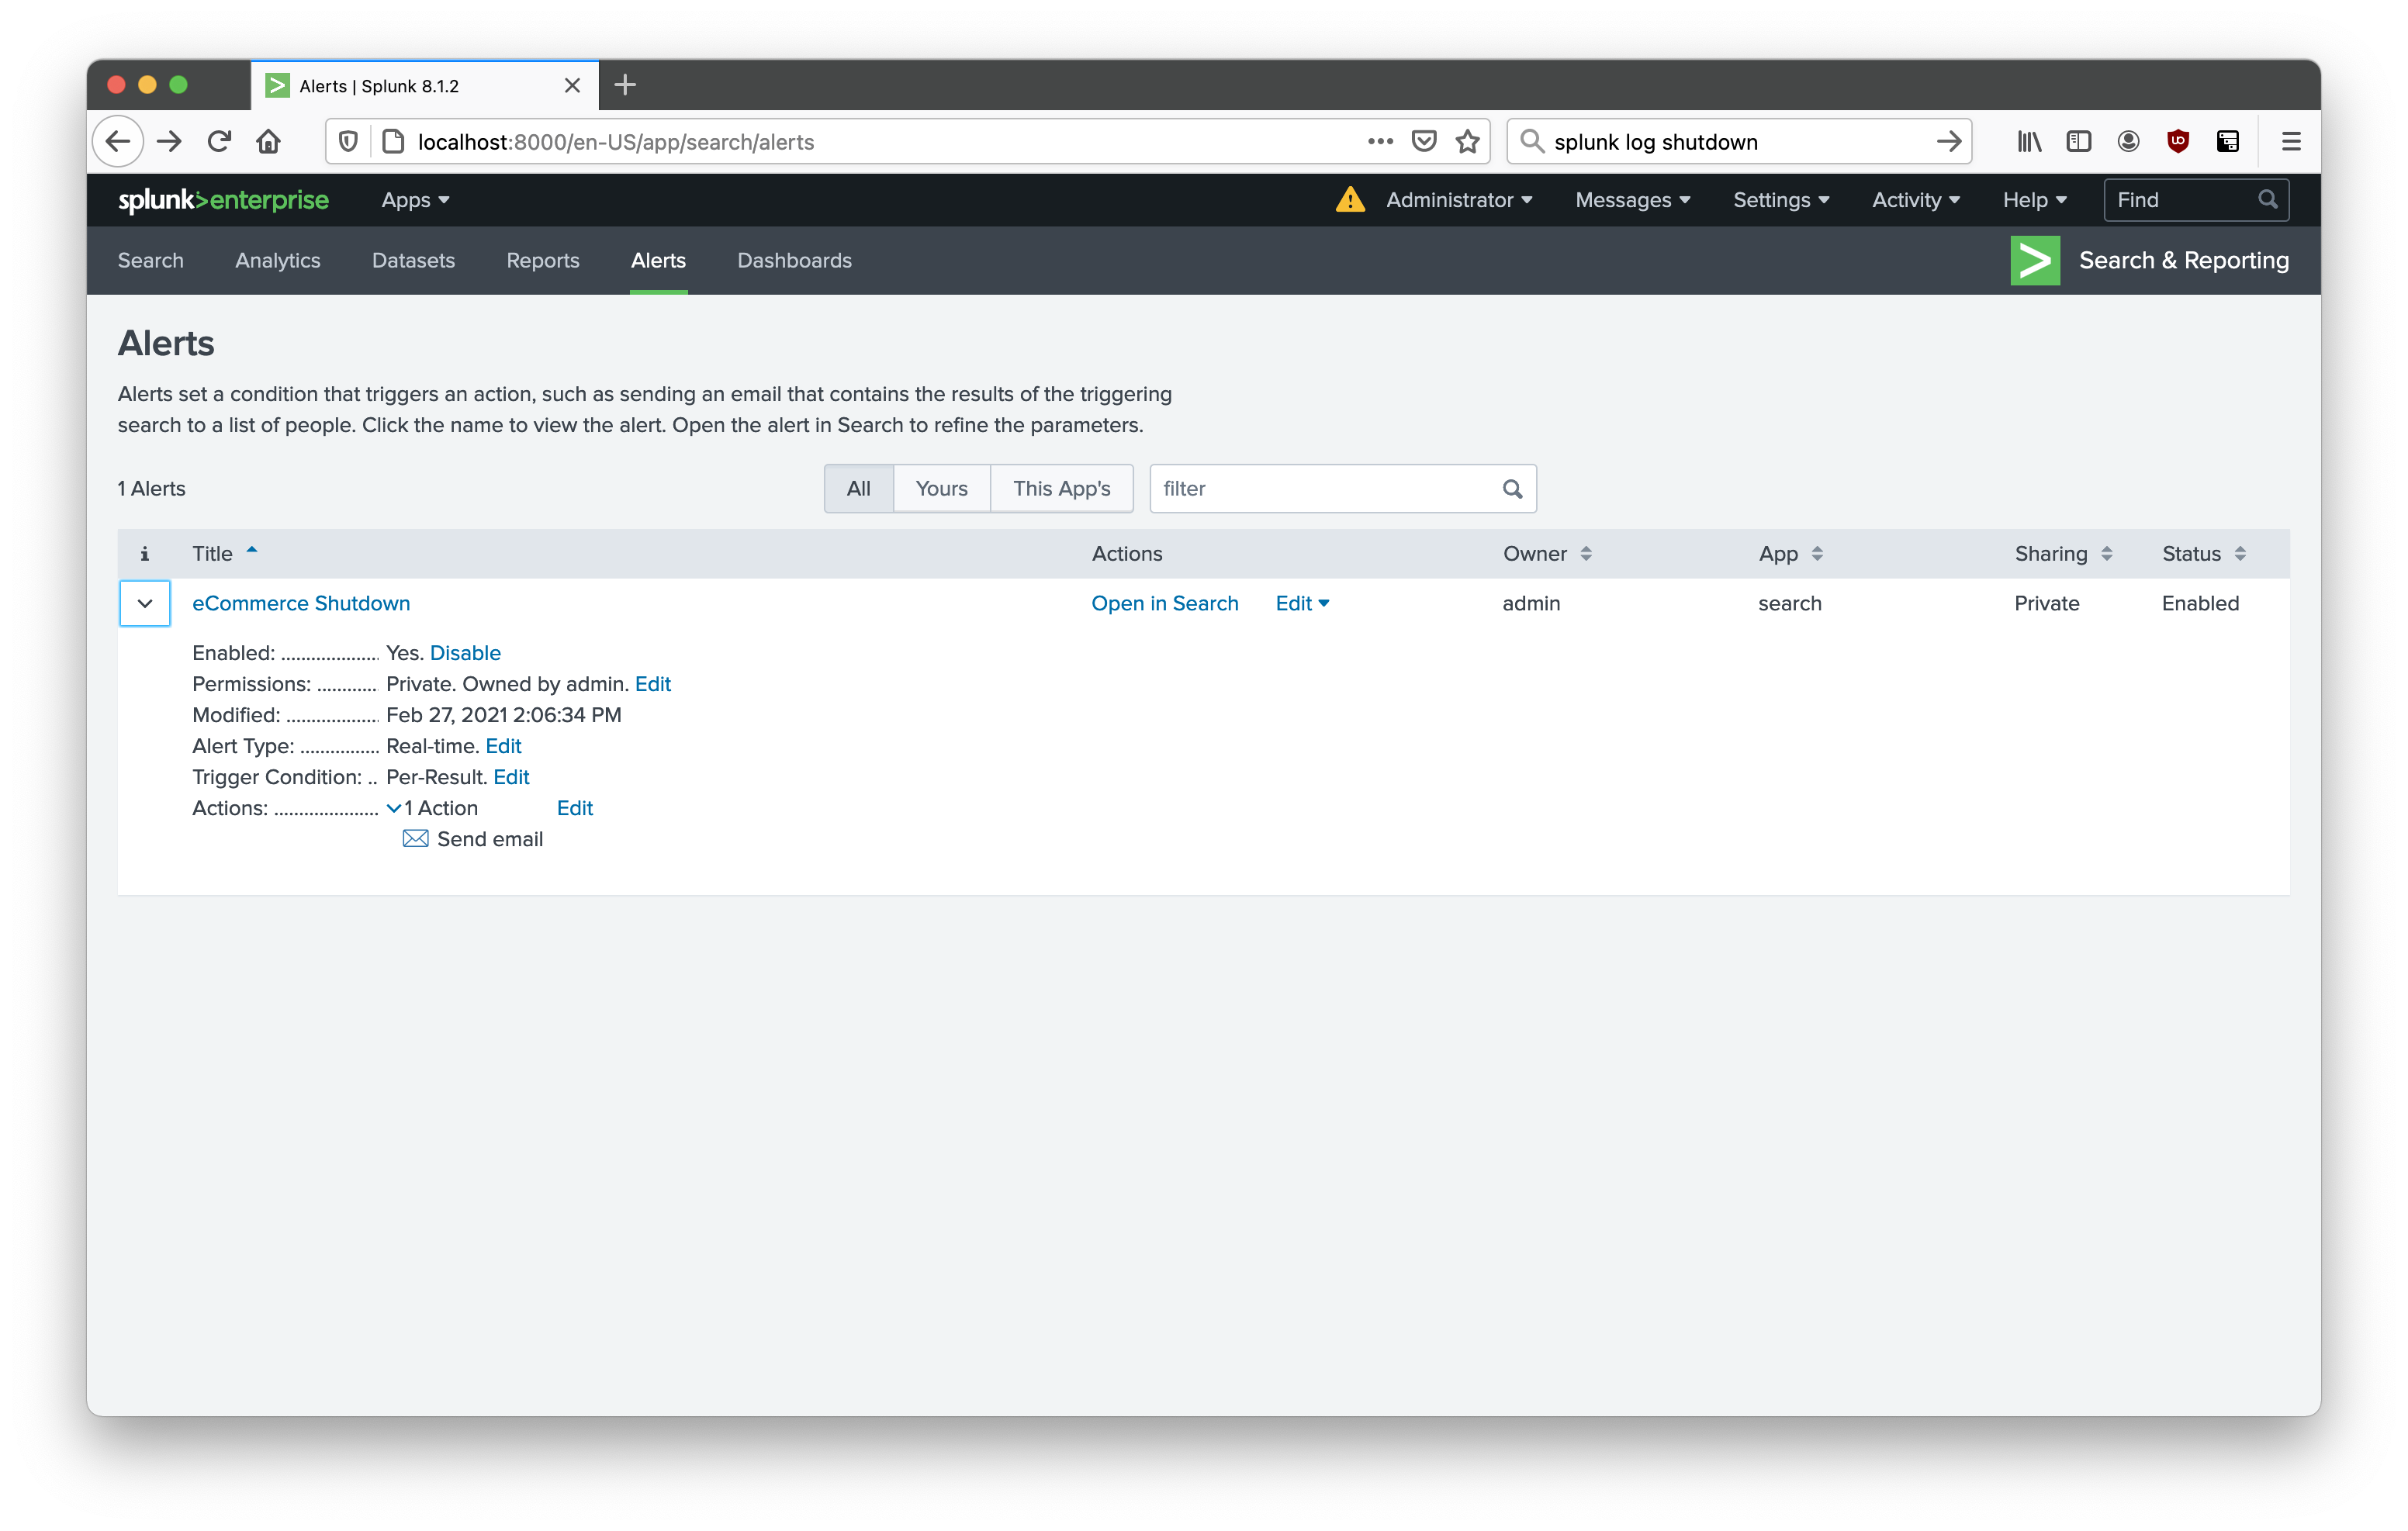 Alerts | Splunk 8.1.2
localhost:8000/en-US/app/search/alerts
splunk log shutdown
splunk>enterprise Apps Administrator Messages Settings Activity Help Find
Search Analytics Datasets Reports Alerts Dashboards Search & Reporting
Alerts
Alerts set a condition that triggers an action, such as sending an email that contains the results of the triggering
search to a list of people. Click the name to view the alert. Open the alert in Search to refine the parameters.
1 Alerts All Yours This App's filter
i Title Actions Owner App Sharing Status
eCommerce Shutdown Open in Search Edit admin search Private Enabled
Enabled: .................... Yes. Disable
Permissions: ............. Private. Owned by admin. Edit
Modified: ................... Feb 27, 2021 2:06:34 PM
Alert Type: ................ Real-time. Edit
Trigger Condition: .. Per-Result. Edit
Actions: ..................... 1 Action Edit
Send email